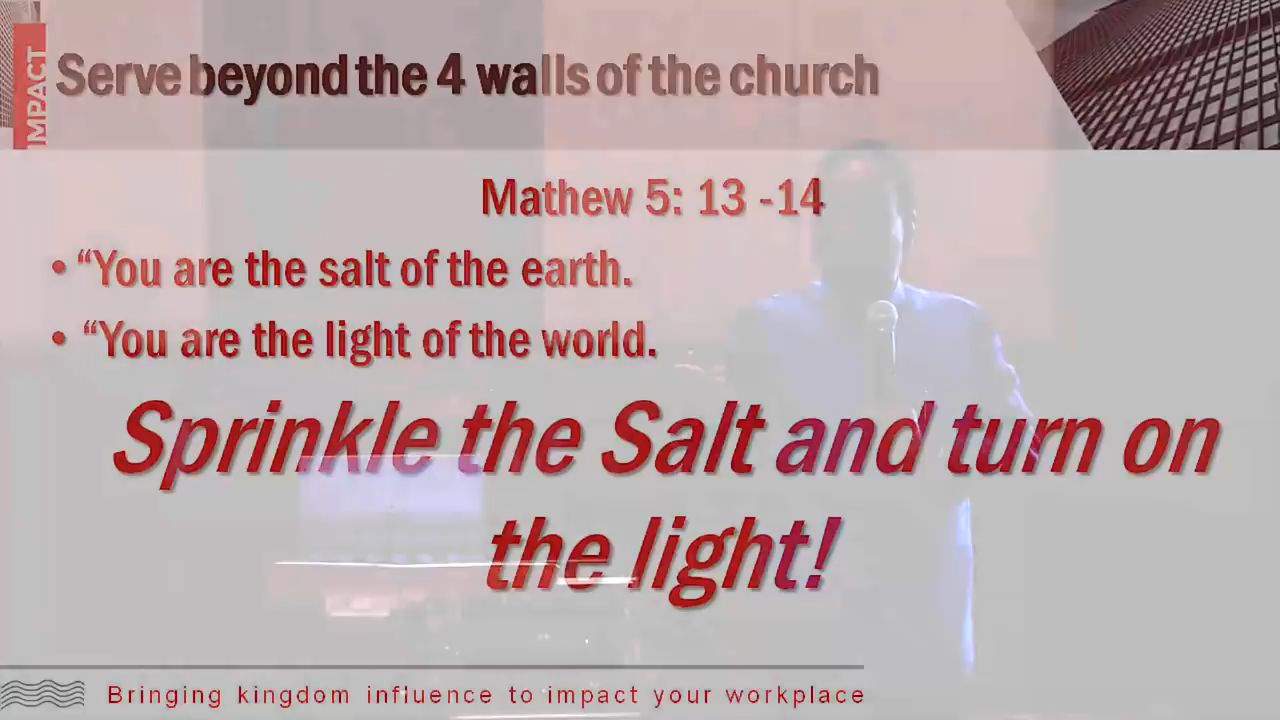 IMPACT
Serve beyond the 4 walls of the church
Mathew 5: 13 -14
• “You are the salt of the earth.
• “You are the light of the world.
Sprinkle the Salt and turn on
the light!
Bringing kingdom influence to impact your workplace